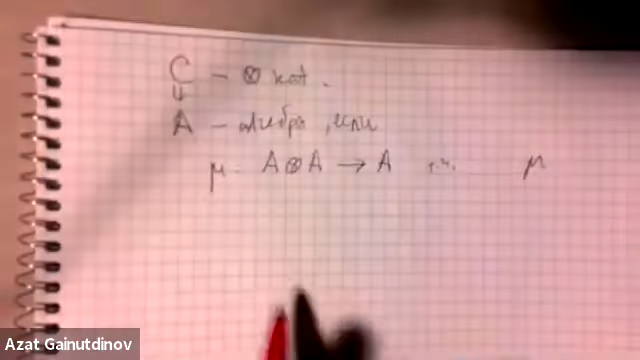 C – ⊗ кат.
∪
A – алгебра, если
μ: A⊗A → A т.ч. μ
Azat Gainutdinov